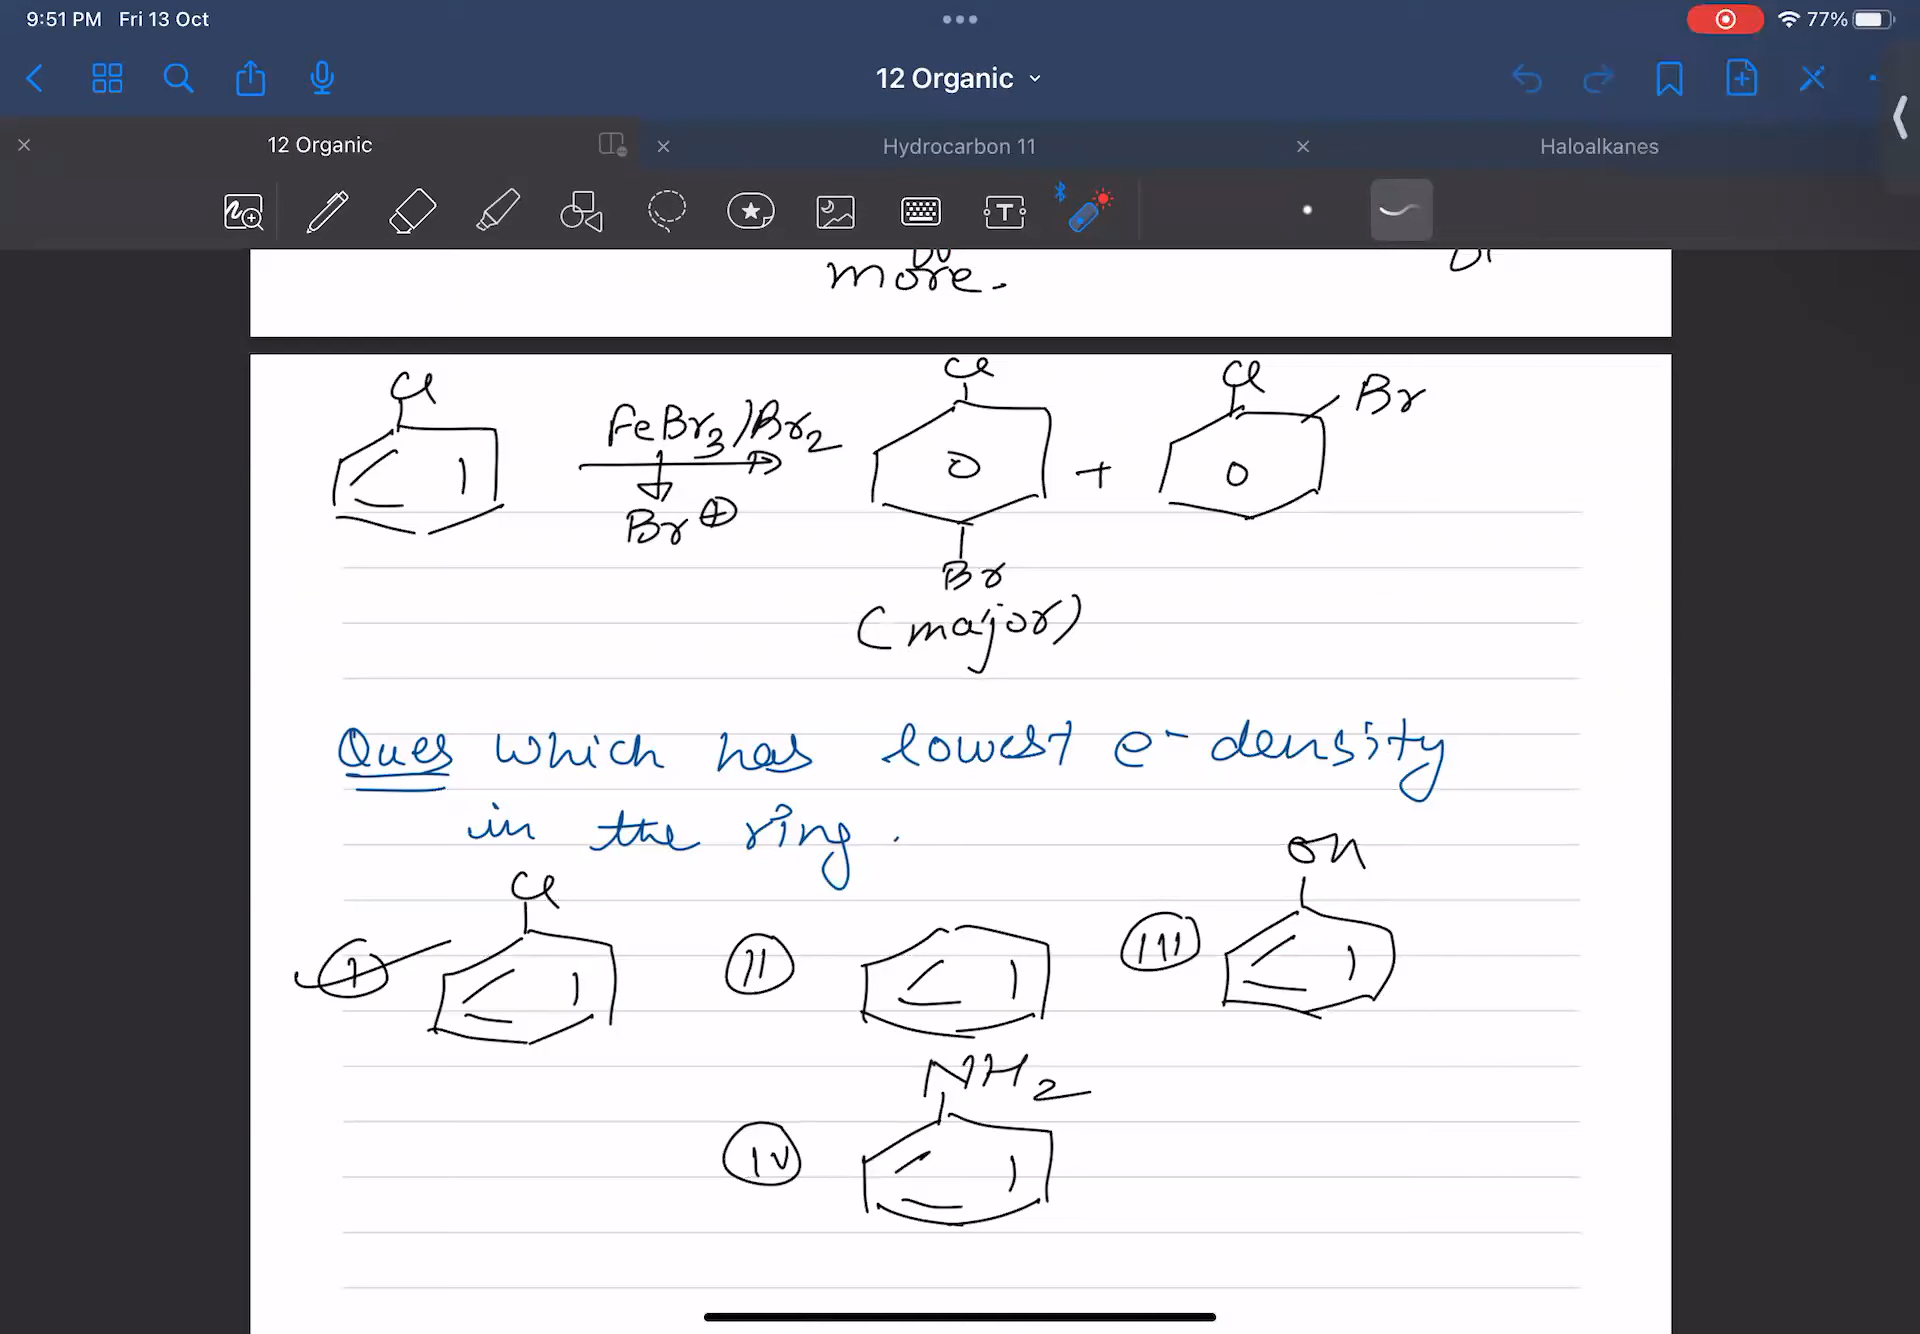 9:51 PM Fri 13 Oct
77%
12 Organic
12 Organic
Hydrocarbon 11
Haloalkanes
T
more.
Cl
FeBr3/Br2
Br⊕
Cl
Br
(major)
+
Cl
Br
Ques which has lowest e- density
in the ring.
Cl
I
II
III
OH
NH2
IV